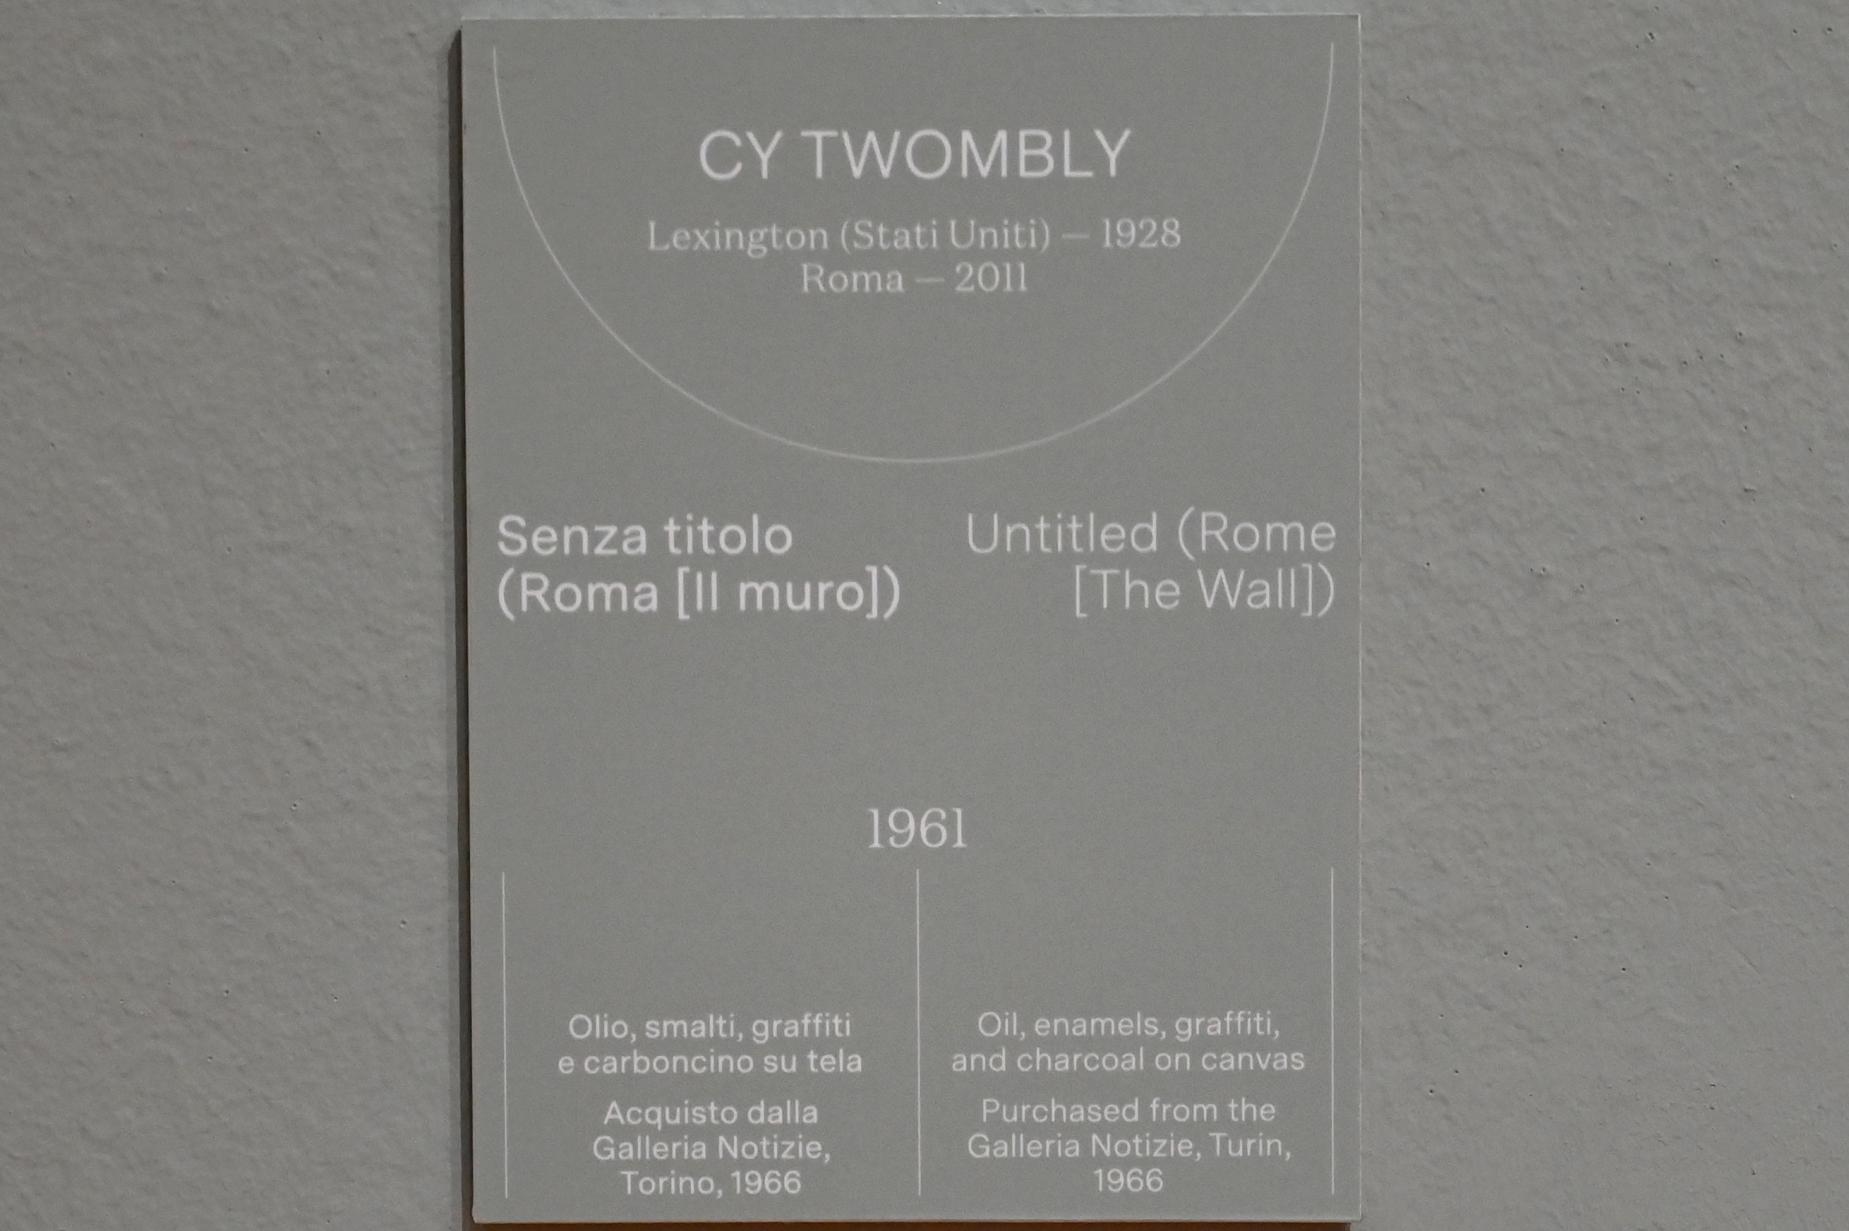 CY TWOMBLY
Lexington (Stati Uniti) — 1928
Roma — 2011
Senza titolo
(Roma [Il muro])
Untitled (Rome
[The Wall])
1961
Olio, smalti, graffiti
e carboncino su tela
Acquisto dalla
Galleria Notizie,
Torino, 1966
Oil, enamels, graffiti,
and charcoal on canvas
Purchased from the
Galleria Notizie, Turin,
1966